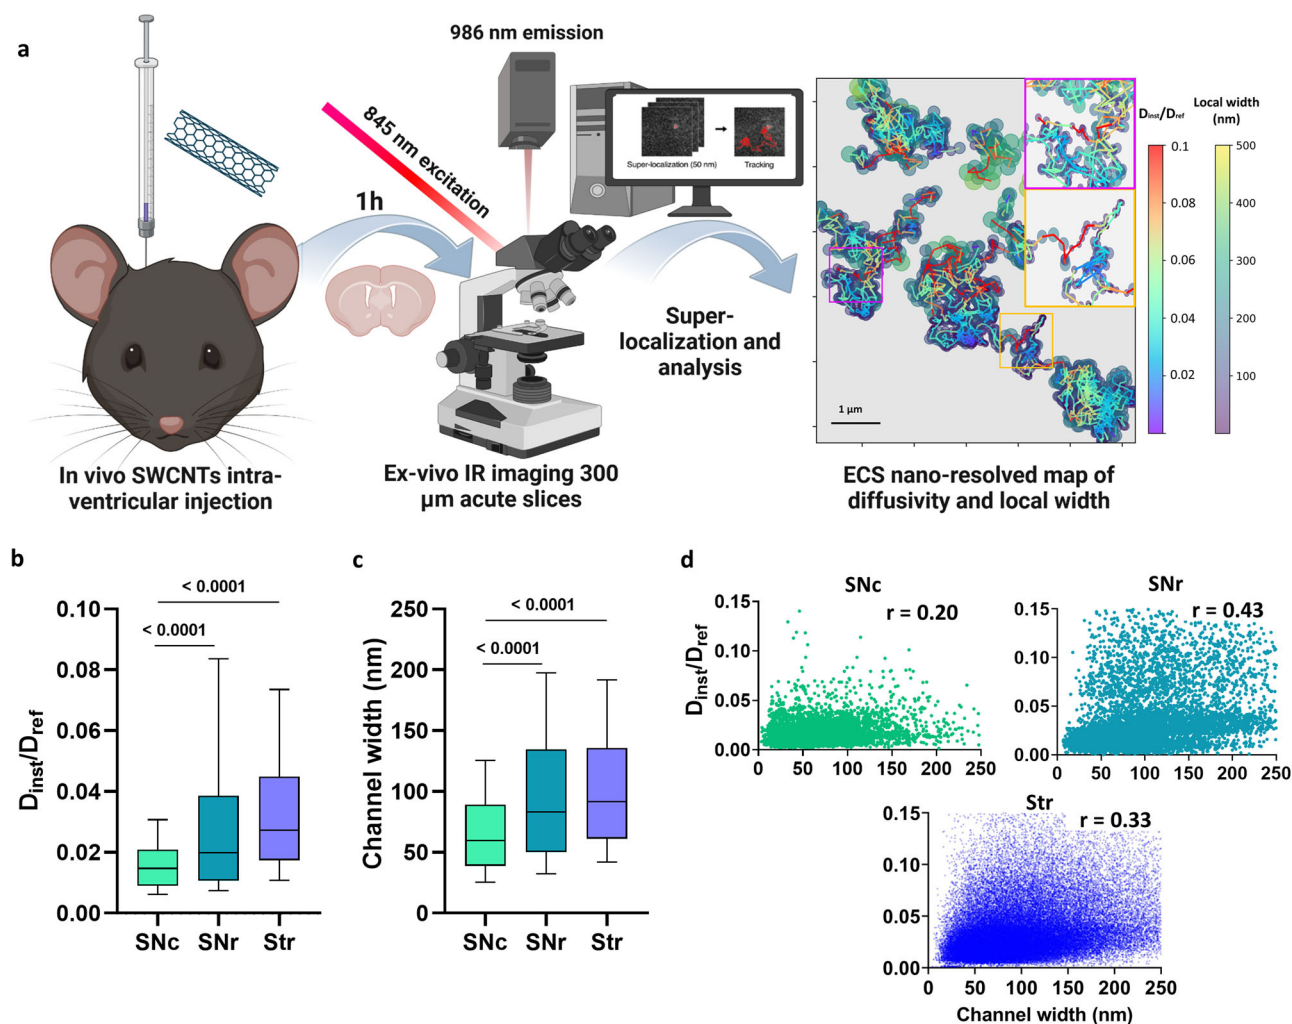 a
986 nm emission
845 nm excitation
1h
Super-localization (50 nm)
Tracking
Super-
localization and
analysis
In vivo SWCNTs intra-
ventricular injection
Ex-vivo IR imaging 300
µm acute slices
ECS nano-resolved map of
diffusivity and local width
1 µm
Dinst/Dref
0.1
0.08
0.06
0.04
0.02
Local width
(nm)
500
400
300
200
100
b
Dinst/Dref
0.10
0.08
0.06
0.04
0.02
0.00
< 0.0001
< 0.0001
SNc SNr Str
c
Channel width (nm)
250
200
150
100
50
0
< 0.0001
< 0.0001
SNc SNr Str
d
SNc
r = 0.20
Dinst/Dref
0.15
0.10
0.05
0.00
0 50 100 150 200 250
SNr
r = 0.43
0.15
0.10
0.05
0.00
0 50 100 150 200 250
Str
r = 0.33
0.15
0.10
0.05
0.00
0 50 100 150 200 250
Channel width (nm)